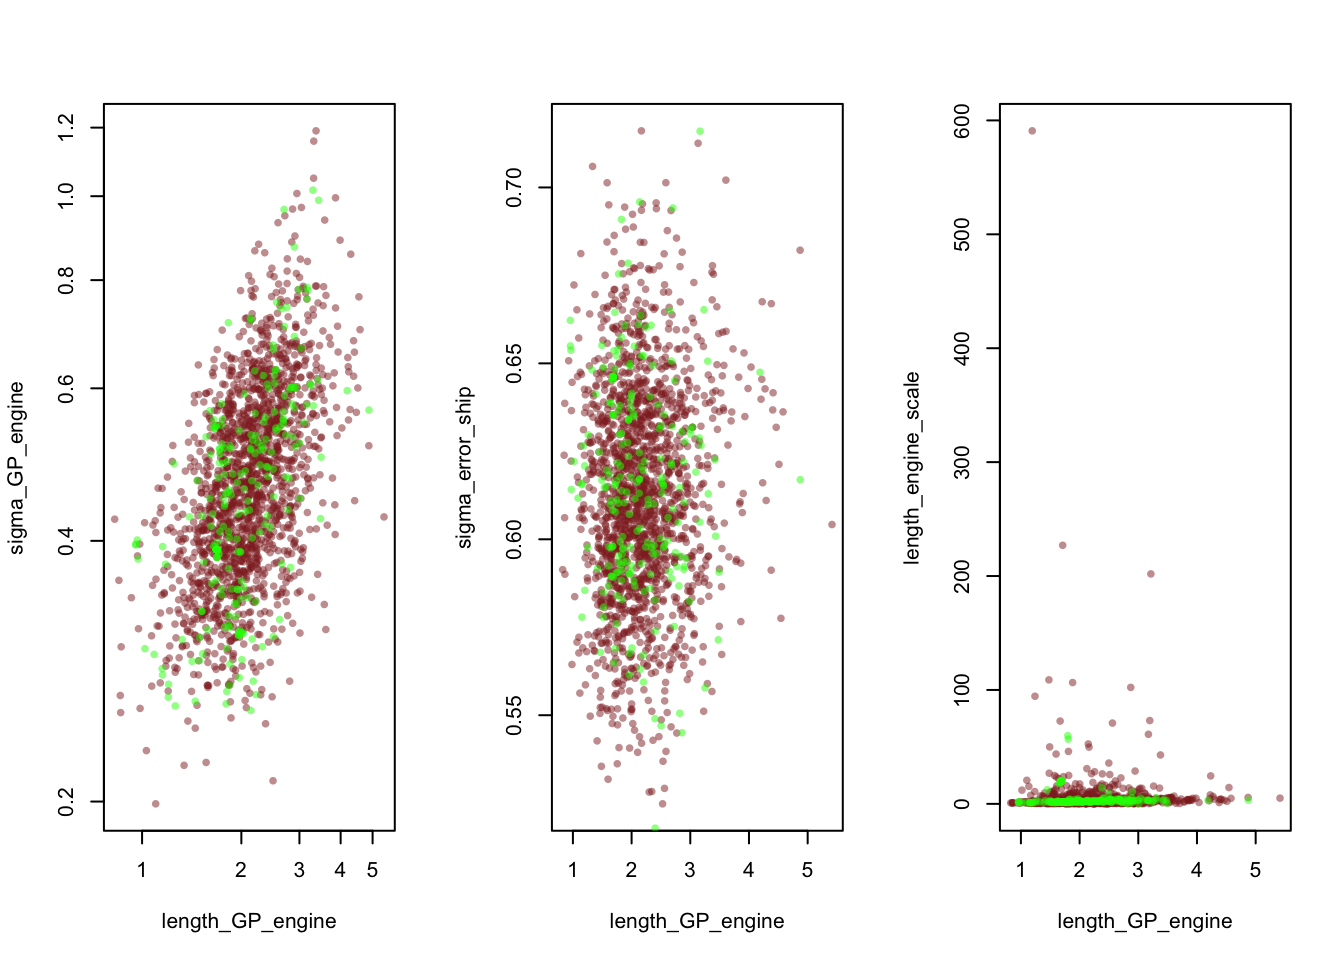 sigma_GP_engine
1.2
1.0
0.8
0.6
0.4
0.2
1 2 3 4 5
length_GP_engine
sigma_error_ship
0.70
0.65
0.60
0.55
1 2 3 4 5
length_GP_engine
length_engine_scale
600
500
400
300
200
100
0
1 2 3 4 5
length_GP_engine